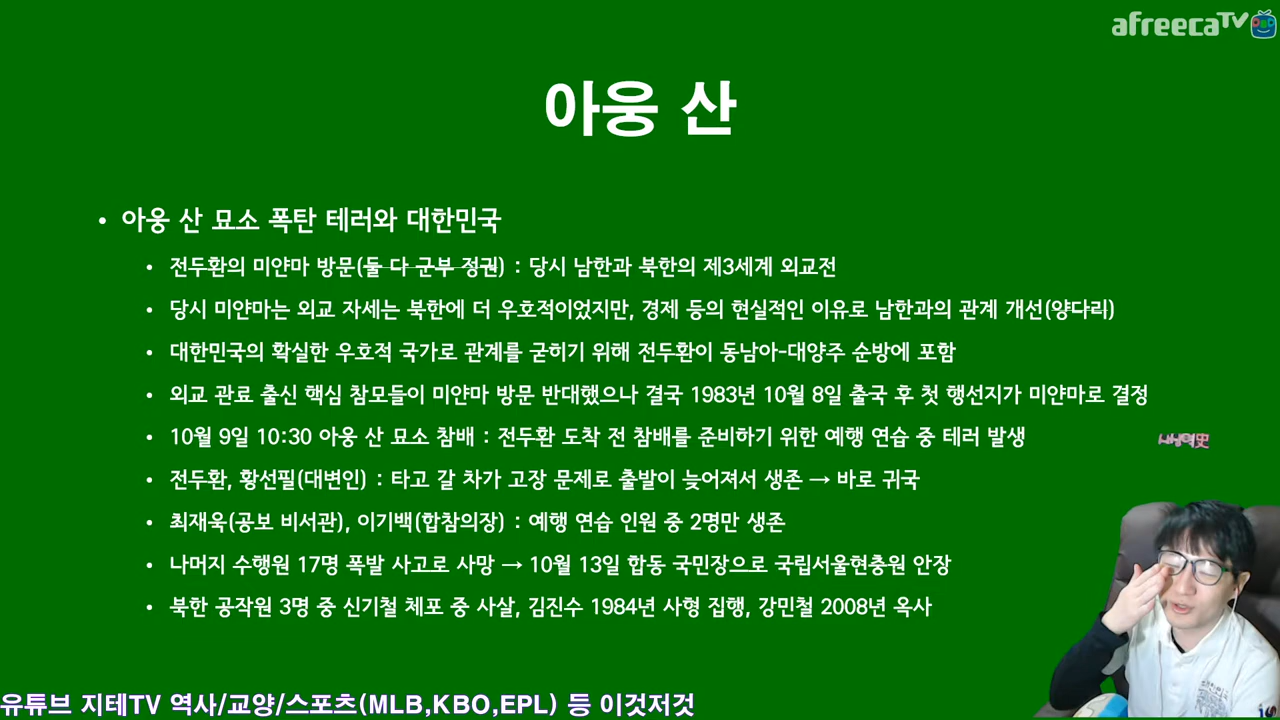 afreecaTV
아웅 산
• 아웅 산 묘소 폭탄 테러와 대한민국
• 전두환의 미얀마 방문(둘 다 군부 정권) : 당시 남한과 북한의 제3세계 외교전
• 당시 미얀마는 외교 자세는 북한에 더 우호적이었지만, 경제 등의 현실적인 이유로 남한과의 관계 개선(양다리)
• 대한민국의 확실한 우호적 국가로 관계를 굳히기 위해 전두환이 동남아-대양주 순방에 포함
• 외교 관료 출신 핵심 참모들이 미얀마 방문 반대했으나 결국 1983년 10월 8일 출국 후 첫 행선지가 미얀마로 결정
• 10월 9일 10:30 아웅 산 묘소 참배 : 전두환 도착 전 참배를 준비하기 위한 예행 연습 중 테러 발생
• 전두환, 황선필(대변인) : 타고 갈 차가 고장 문제로 출발이 늦어져서 생존 → 바로 귀국
• 최재욱(공보 비서관), 이기백(합참의장) : 예행 연습 인원 중 2명만 생존
• 나머지 수행원 17명 폭발 사고로 사망 → 10월 13일 합동 국민장으로 국립서울현충원 안장
• 북한 공작원 3명 중 신기철 체포 중 사살, 김진수 1984년 사형 집행, 강민철 2008년 옥사
유튜브 지테TV 역사/교양/스포츠(MLB,KBO,EPL) 등 이것저것